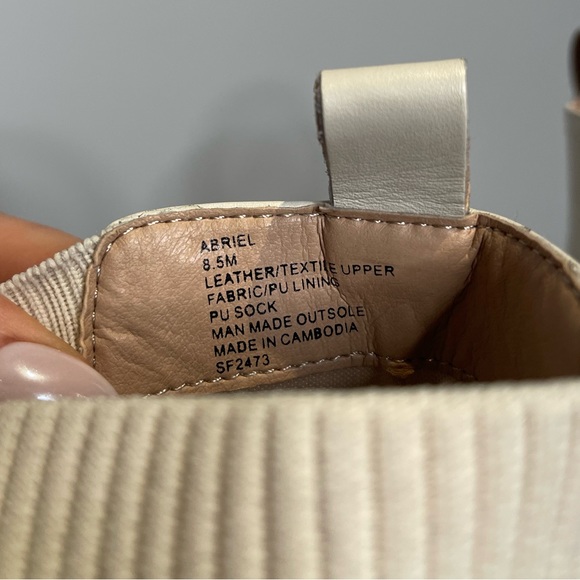 ABRIEL
8.5M
LEATHER/TEXTILE UPPER
FABRIC/PU LINING
PU SOCK
MAN MADE OUTSOLE
MADE IN CAMBODIA
SF2473